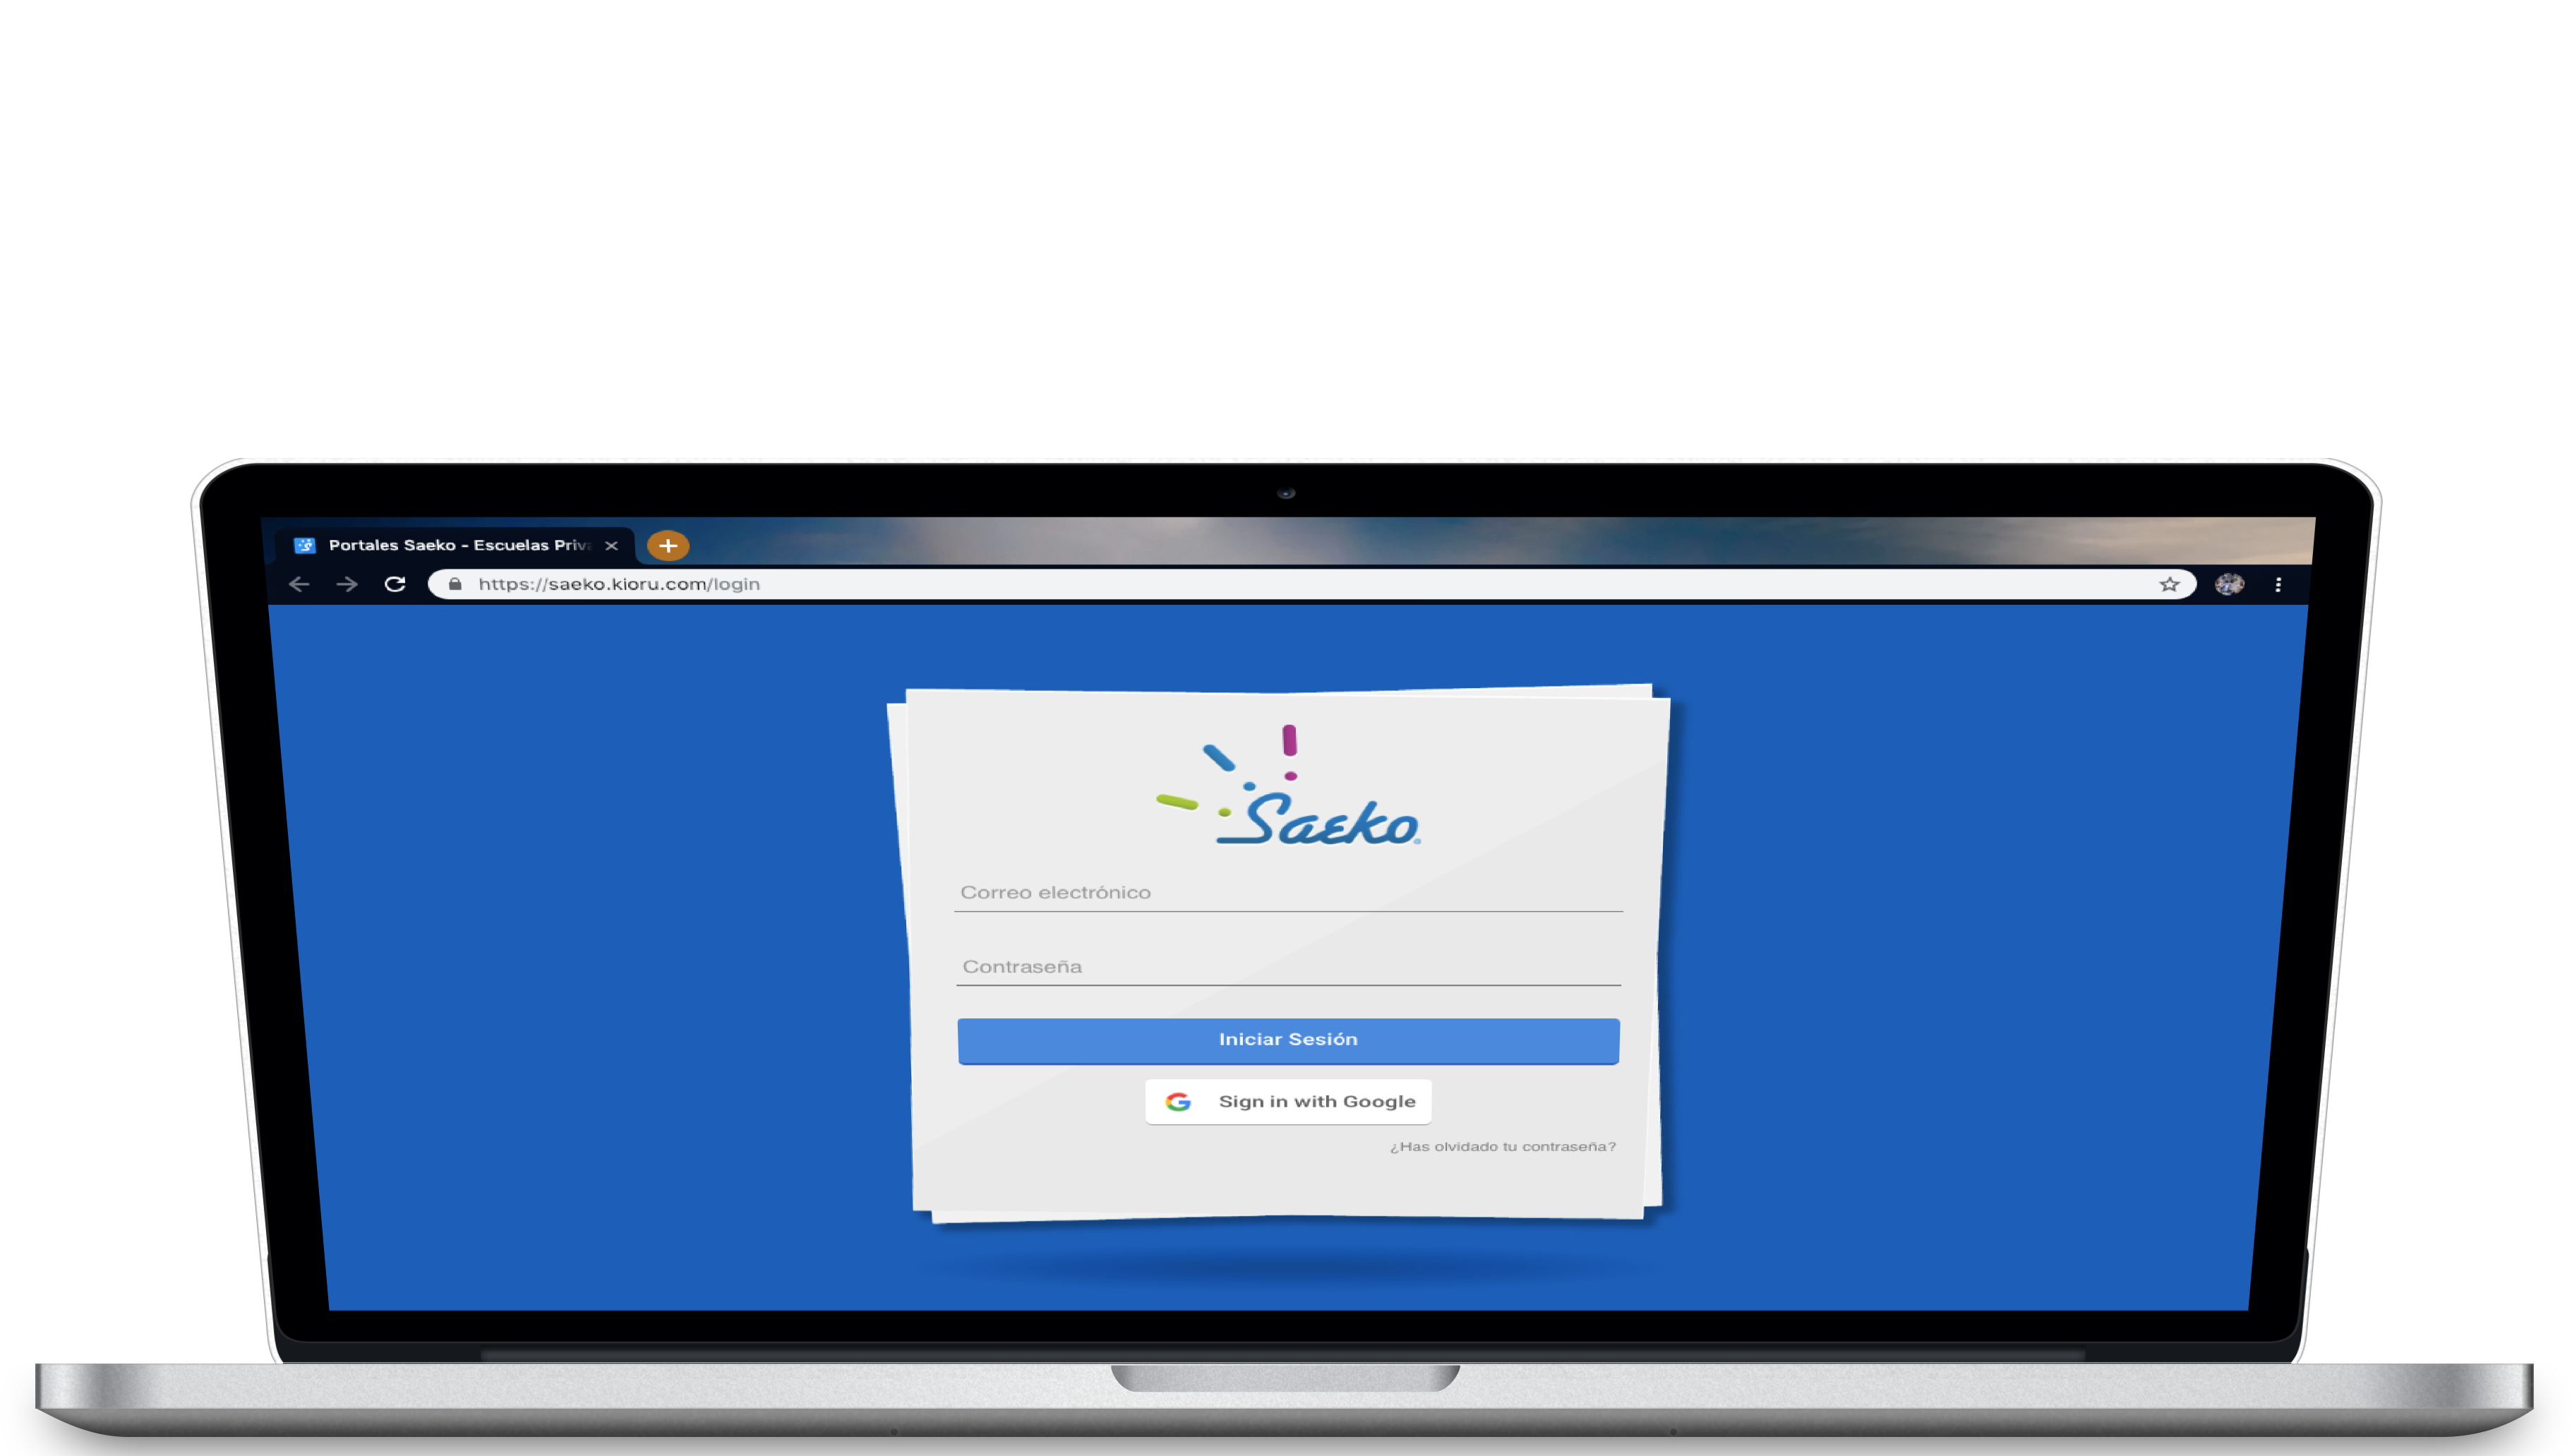 Portales Saeko - Escuelas Priv
https://saeko.kioru.com/login
Saeko
Correo electrónico
Contraseña
Iniciar Sesión
Sign in with Google
¿Has olvidado tu contraseña?